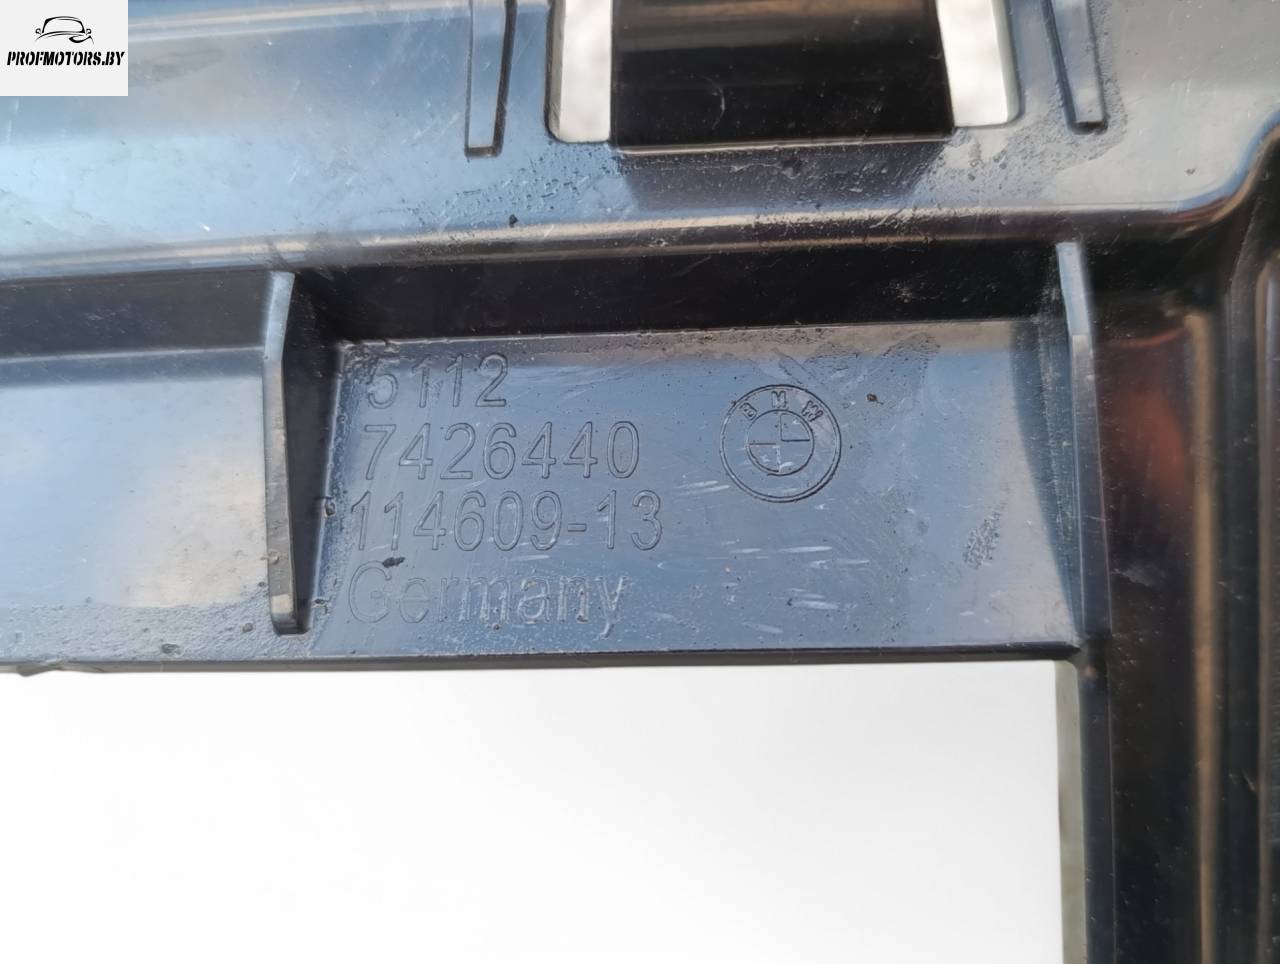 PROFMOTORS.BY
5112
7426440
114609-13
Germany
BMW